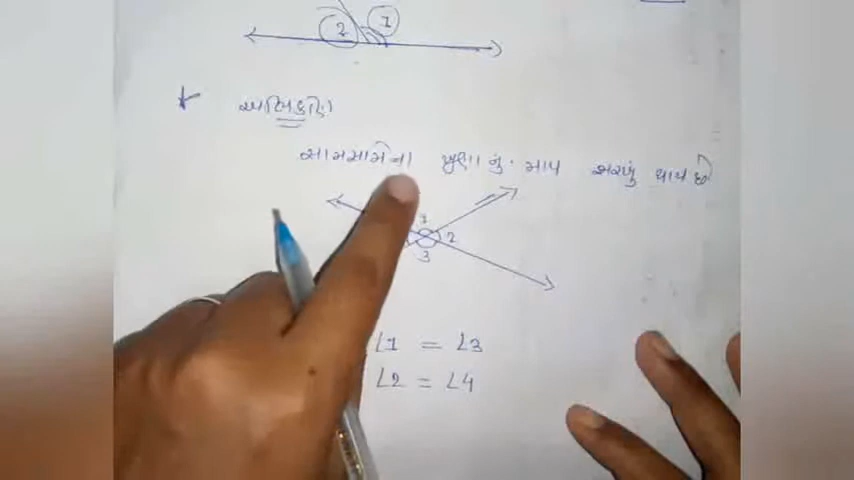 2 1
અભિકોણ
સામસામેના ખુણાનું માપ સરખું થાય છે
1
2
3
∠1 = ∠3
∠2 = ∠4